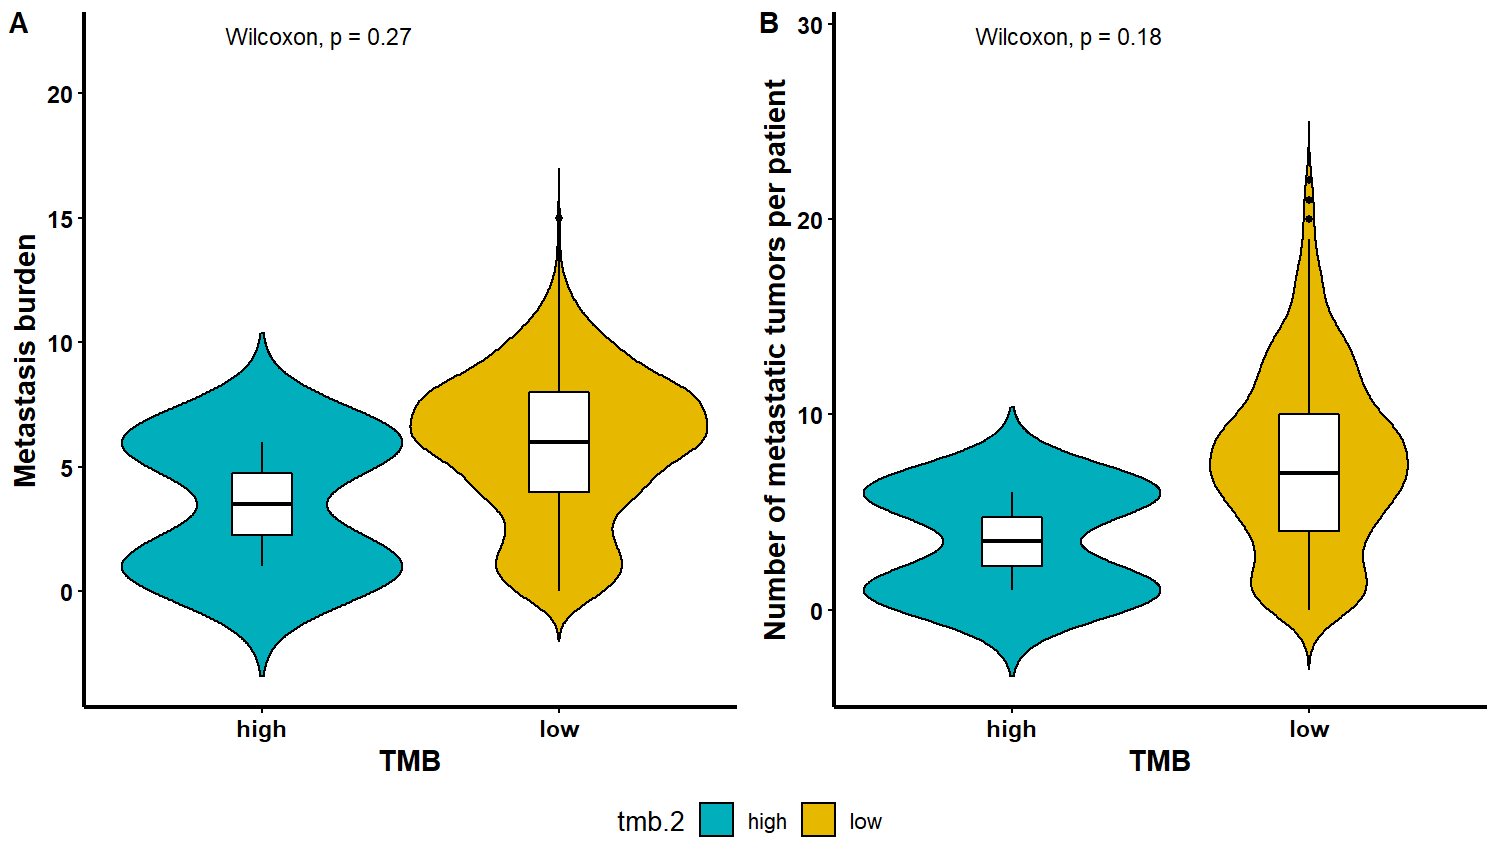 A
Wilcoxon, p = 0.27
Metastasis burden
20
15
10
5
0
high
low
TMB
B
Wilcoxon, p = 0.18
Number of metastatic tumors per patient
30
20
10
0
high
low
TMB
tmb.2
high
low